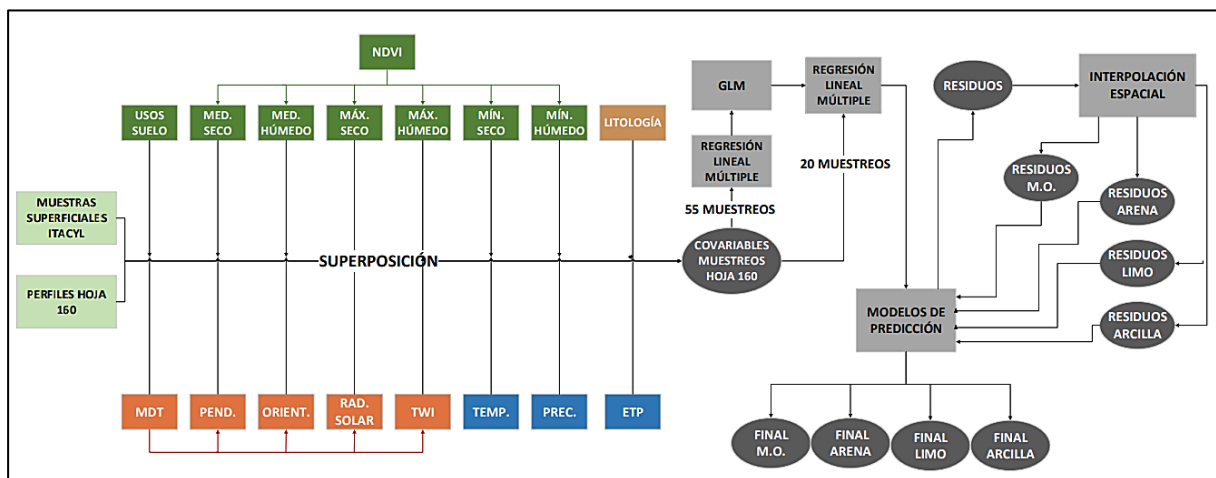 NDVI
USOS
SUELO
MED.
SECO
MED.
HÚMEDO
MÁX.
SECO
MÁX.
HÚMEDO
MÍN.
SECO
MÍN.
HÚMEDO
LITOLOGÍA
MUESTRAS
SUPERFICIALES
ITACYL
PERFILES HOJA
160
SUPERPOSICIÓN
MDT
PEND.
ORIENT.
RAD.
SOLAR
TWI
TEMP.
PREC.
ETP
GLM
REGRESIÓN
LINEAL
MÚLTIPLE
REGRESIÓN
LINEAL
MÚLTIPLE
55 MUESTREOS
20 MUESTREOS
COVARIABLES
MUESTREOS
HOJA 160
RESIDUOS
INTERPOLACIÓN
ESPACIAL
RESIDUOS
M.O.
RESIDUOS
ARENA
RESIDUOS
LIMO
RESIDUOS
ARCILLA
MODELOS DE
PREDICCIÓN
FINAL
M.O.
FINAL
ARENA
FINAL
LIMO
FINAL
ARCILLA